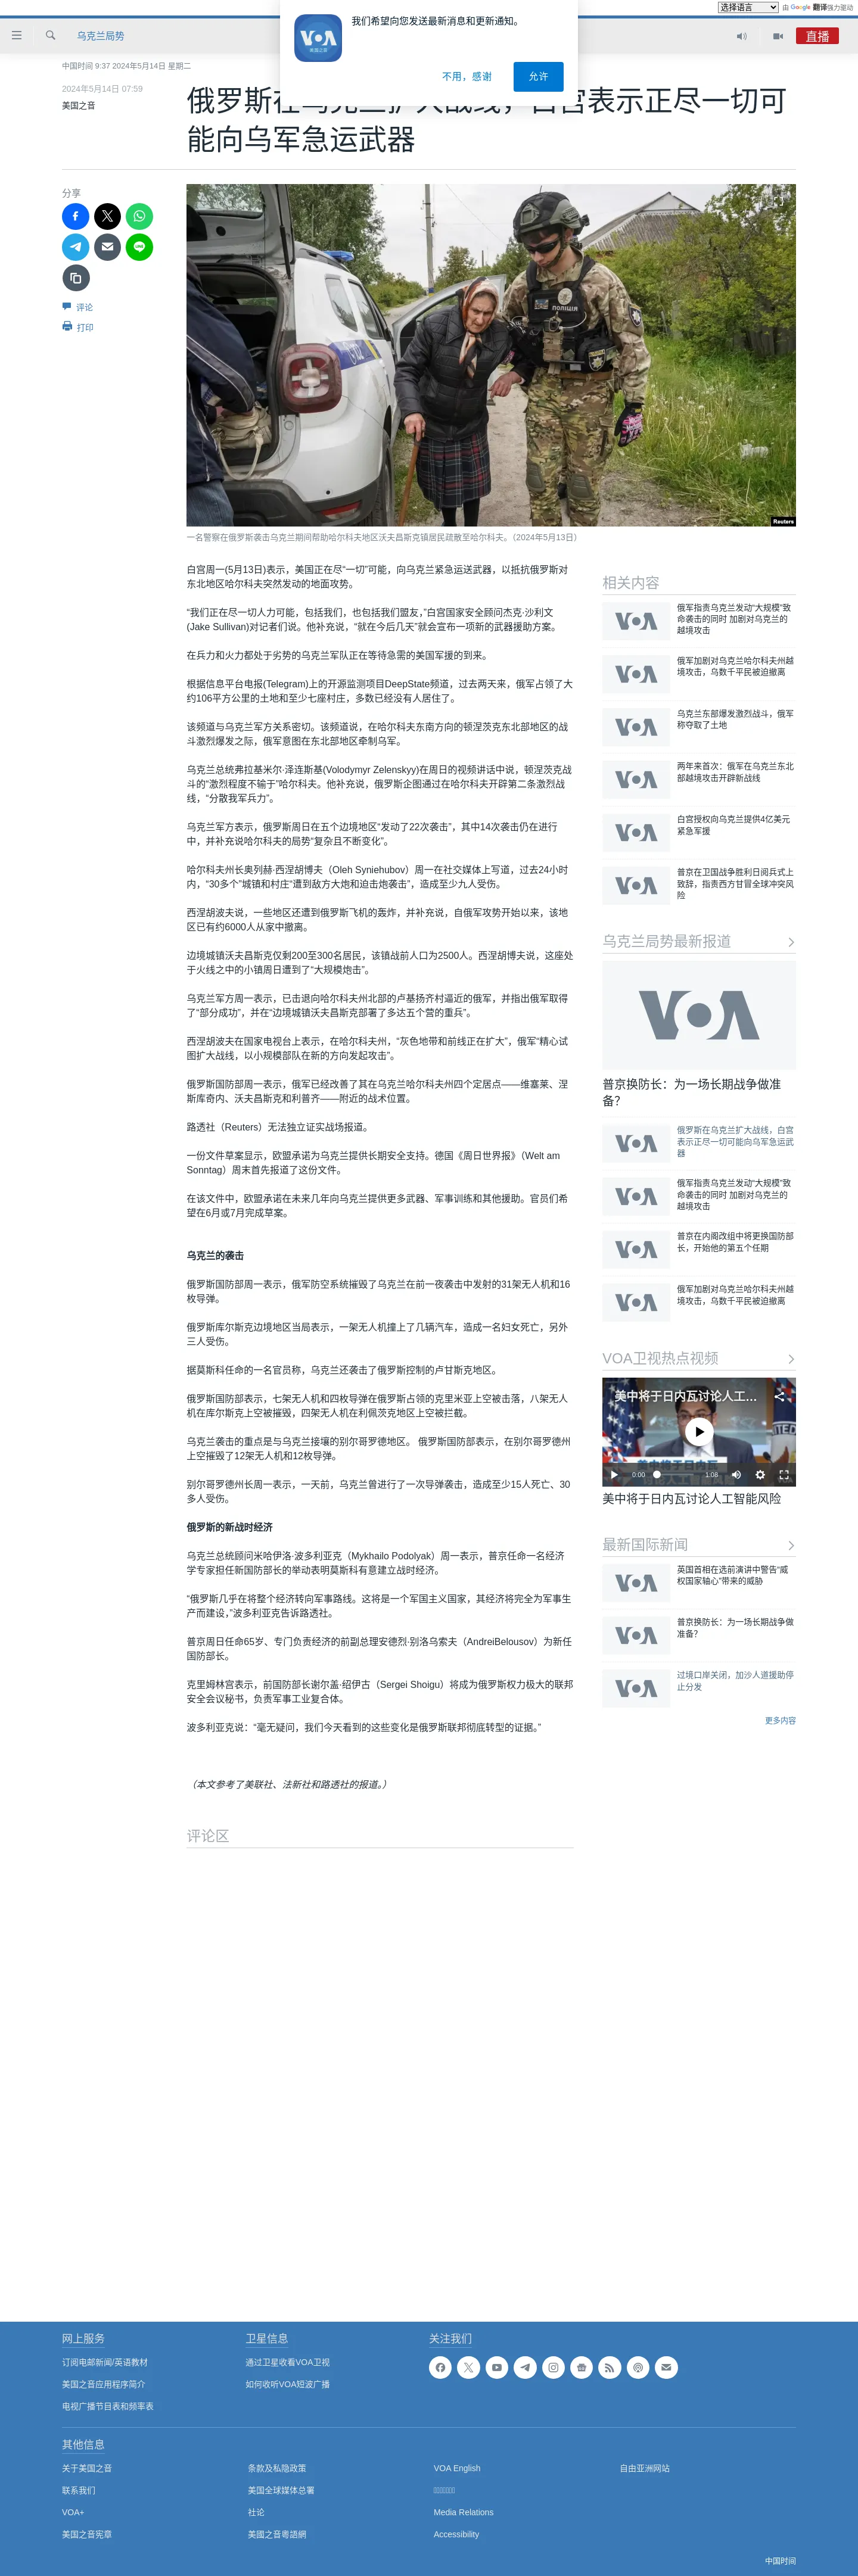 选择语言 由 Google 翻译强力驱动
我们希望向您发送最新消息和更新通知。
不用，感谢
允许
乌克兰局势
直播
中国时间 9:37 2024年5月14日 星期二
2024年5月14日 07:59
美国之音
能向乌军急运武器
分享
评论
打印
Reuters
一名警察在俄罗斯袭击乌克兰期间帮助哈尔科夫地区沃夫昌斯克镇居民疏散至哈尔科夫。（2024年5月13日）
白宫周一(5月13日)表示，美国正在尽“一切”可能，向乌克兰紧急运送武器，以抵抗俄罗斯对
东北地区哈尔科夫突然发动的地面攻势。
“我们正在尽一切人力可能，包括我们，也包括我们盟友，”白宫国家安全顾问杰克·沙利文
(Jake Sullivan)对记者们说。他补充说，“就在今后几天”就会宣布一项新的武器援助方案。
在兵力和火力都处于劣势的乌克兰军队正在等待急需的美国军援的到来。
根据信息平台电报(Telegram)上的开源监测项目DeepState频道，过去两天来，俄军占领了大
约106平方公里的土地和至少七座村庄，多数已经没有人居住了。
该频道与乌克兰军方关系密切。该频道说，在哈尔科夫东南方向的顿涅茨克东北部地区的战
斗激烈爆发之际，俄军意图在东北部地区牵制乌军。
乌克兰总统弗拉基米尔·泽连斯基(Volodymyr Zelenskyy)在周日的视频讲话中说，顿涅茨克战
斗的“激烈程度不输于”哈尔科夫。他补充说，俄罗斯企图通过在哈尔科夫开辟第二条激烈战
线，“分散我军兵力”。
乌克兰军方表示，俄罗斯周日在五个边境地区“发动了22次袭击”，其中14次袭击仍在进行
中，并补充说哈尔科夫的局势“复杂且不断变化”。
哈尔科夫州长奥列赫·西涅胡博夫（Oleh Syniehubov）周一在社交媒体上写道，过去24小时
内，“30多个”城镇和村庄“遭到敌方大炮和迫击炮袭击”，造成至少九人受伤。
西涅胡波夫说，一些地区还遭到俄罗斯飞机的轰炸，并补充说，自俄军攻势开始以来，该地
区已有约6000人从家中撤离。
边境城镇沃夫昌斯克仅剩200至300名居民，该镇战前人口为2500人。西涅胡博夫说，这座处
于火线之中的小镇周日遭到了“大规模炮击”。
乌克兰军方周一表示，已击退向哈尔科夫州北部的卢基扬齐村逼近的俄军，并指出俄军取得
了“部分成功”，并在“边境城镇沃夫昌斯克部署了多达五个营的重兵”。
西涅胡波夫在国家电视台上表示，在哈尔科夫州，“灰色地带和前线正在扩大”，俄军“精心试
图扩大战线，以小规模部队在新的方向发起攻击”。
俄罗斯国防部周一表示，俄军已经改善了其在乌克兰哈尔科夫州四个定居点——维塞莱、涅
斯库奇内、沃夫昌斯克和利普齐——附近的战术位置。
路透社（Reuters）无法独立证实战场报道。
一份文件草案显示，欧盟承诺为乌克兰提供长期安全支持。德国《周日世界报》（Welt am
Sonntag）周末首先报道了这份文件。
在该文件中，欧盟承诺在未来几年向乌克兰提供更多武器、军事训练和其他援助。官员们希
望在6月或7月完成草案。
乌克兰的袭击
俄罗斯国防部周一表示，俄军防空系统摧毁了乌克兰在前一夜袭击中发射的31架无人机和16
枚导弹。
俄罗斯库尔斯克边境地区当局表示，一架无人机撞上了几辆汽车，造成一名妇女死亡，另外
三人受伤。
据莫斯科任命的一名官员称，乌克兰还袭击了俄罗斯控制的卢甘斯克地区。
俄罗斯国防部表示，七架无人机和四枚导弹在俄罗斯占领的克里米亚上空被击落，八架无人
机在库尔斯克上空被摧毁，四架无人机在利佩茨克地区上空被拦截。
乌克兰袭击的重点是与乌克兰接壤的别尔哥罗德地区。 俄罗斯国防部表示，在别尔哥罗德州
上空摧毁了12架无人机和12枚导弹。
别尔哥罗德州长周一表示，一天前，乌克兰曾进行了一次导弹袭击，造成至少15人死亡、30
多人受伤。
俄罗斯的新战时经济
乌克兰总统顾问米哈伊洛·波多利亚克（Mykhailo Podolyak）周一表示，普京任命一名经济
学专家担任新国防部长的举动表明莫斯科有意建立战时经济。
“俄罗斯几乎在将整个经济转向军事路线。这将是一个军国主义国家，其经济将完全为军事生
产而建设，”波多利亚克告诉路透社。
普京周日任命65岁、专门负责经济的前副总理安德烈·别洛乌索夫（AndreiBelousov）为新任
国防部长。
克里姆林宫表示，前国防部长谢尔盖·绍伊古（Sergei Shoigu）将成为俄罗斯权力极大的联邦
安全会议秘书，负责军事工业复合体。
波多利亚克说：“毫无疑问，我们今天看到的这些变化是俄罗斯联邦彻底转型的证据。”
（本文参考了美联社、法新社和路透社的报道。）
评论区
相关内容
俄军指责乌克兰发动“大规模”致
命袭击的同时 加剧对乌克兰的
越境攻击
俄军加剧对乌克兰哈尔科夫州越
境攻击，乌数千平民被迫撤离
乌克兰东部爆发激烈战斗，俄军
称夺取了土地
两年来首次：俄军在乌克兰东北
部越境攻击开辟新战线
白宫授权向乌克兰提供4亿美元
紧急军援
普京在卫国战争胜利日阅兵式上
致辞，指责西方甘冒全球冲突风
险
乌克兰局势最新报道
VOA
普京换防长：为一场长期战争做准
备？
俄罗斯在乌克兰扩大战线，白宫
表示正尽一切可能向乌军急运武
器
俄军指责乌克兰发动“大规模”致
命袭击的同时 加剧对乌克兰的
越境攻击
普京在内阁改组中将更换国防部
长，开始他的第五个任期
俄军加剧对乌克兰哈尔科夫州越
境攻击，乌数千平民被迫撤离
VOA卫视热点视频
美中将于日内瓦讨论人工…
0:00
1:08
美中将于日内瓦讨论人工智能风险
最新国际新闻
英国首相在选前演讲中警告“威
权国家轴心”带来的威胁
普京换防长：为一场长期战争做
准备？
过境口岸关闭，加沙人道援助停
止分发
更多内容
网上服务
订阅电邮新闻/英语教材
美国之音应用程序简介
电视广播节目表和频率表
卫星信息
通过卫星收看VOA卫视
如何收听VOA短波广播
关注我们
其他信息
关于美国之音
联系我们
VOA+
美国之音宪章
条款及私隐政策
美国全球媒体总署
社论
美國之音粵語網
VOA English
Media Relations
Accessibility
自由亚洲网站
中国时间